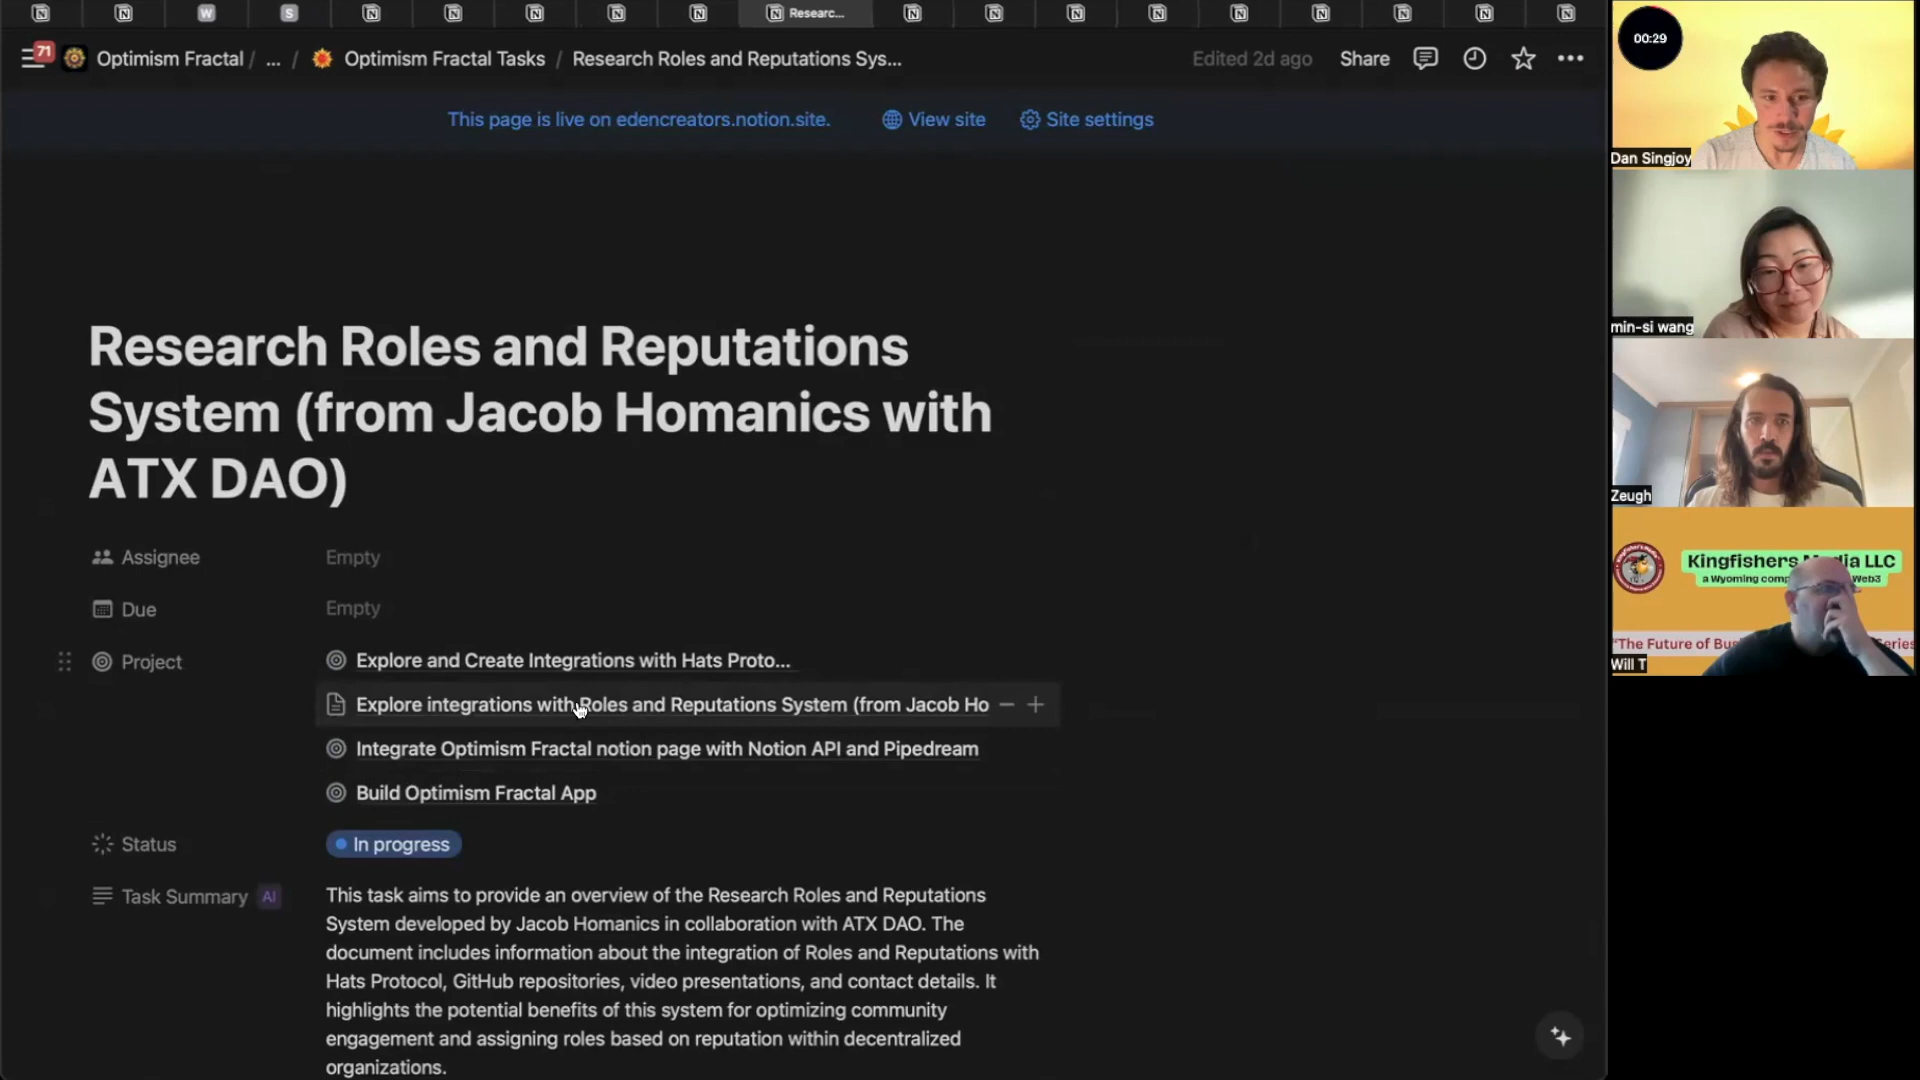 Researc...
71
Optimism Fractal / ... / Optimism Fractal Tasks / Research Roles and Reputations Sys...
Edited 2d ago
Share
This page is live on edencreators.notion.site.
View site
Site settings
Research Roles and Reputations
System (from Jacob Homanics with
ATX DAO)
Assignee
Empty
Due
Empty
Project
Explore and Create Integrations with Hats Proto...
Explore integrations with Roles and Reputations System (from Jacob Ho
Integrate Optimism Fractal notion page with Notion API and Pipedream
Build Optimism Fractal App
Status
In progress
Task Summary AI
This task aims to provide an overview of the Research Roles and Reputations
System developed by Jacob Homanics in collaboration with ATX DAO. The
document includes information about the integration of Roles and Reputations with
Hats Protocol, GitHub repositories, video presentations, and contact details. It
highlights the potential benefits of this system for optimizing community
engagement and assigning roles based on reputation within decentralized
organizations.
00:29
Dan Singjoy
min-si wang
Zeugh
Kingfishers LLC
a Wyoming Web3
"The Future of
Will T